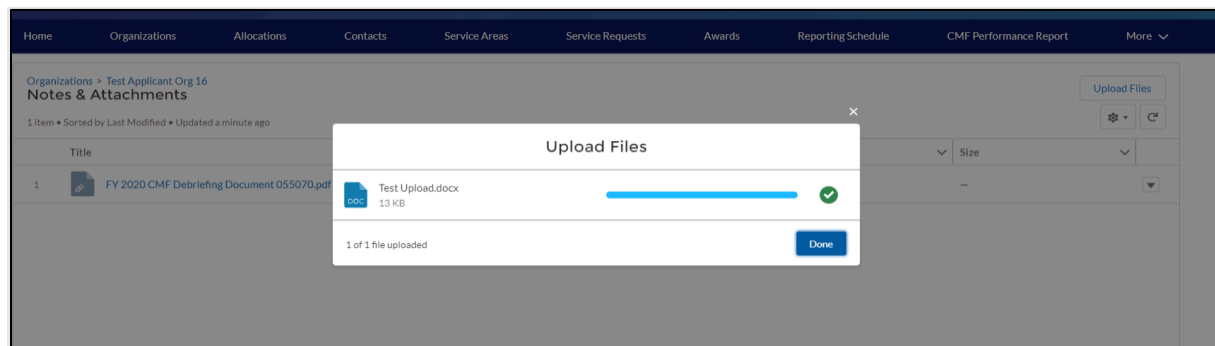 Home Organizations Allocations Contacts Service Areas Service Requests Awards Reporting Schedule CMF Performance Report More
Organizations > Test Applicant Org 16
Notes & Attachments
Upload Files
1 item • Sorted by Last Modified • Updated a minute ago
Title Size
1 FY 2020 CMF Debriefing Document 055070.pdf —
Upload Files
DOC Test Upload.docx
13 KB
1 of 1 file uploaded Done